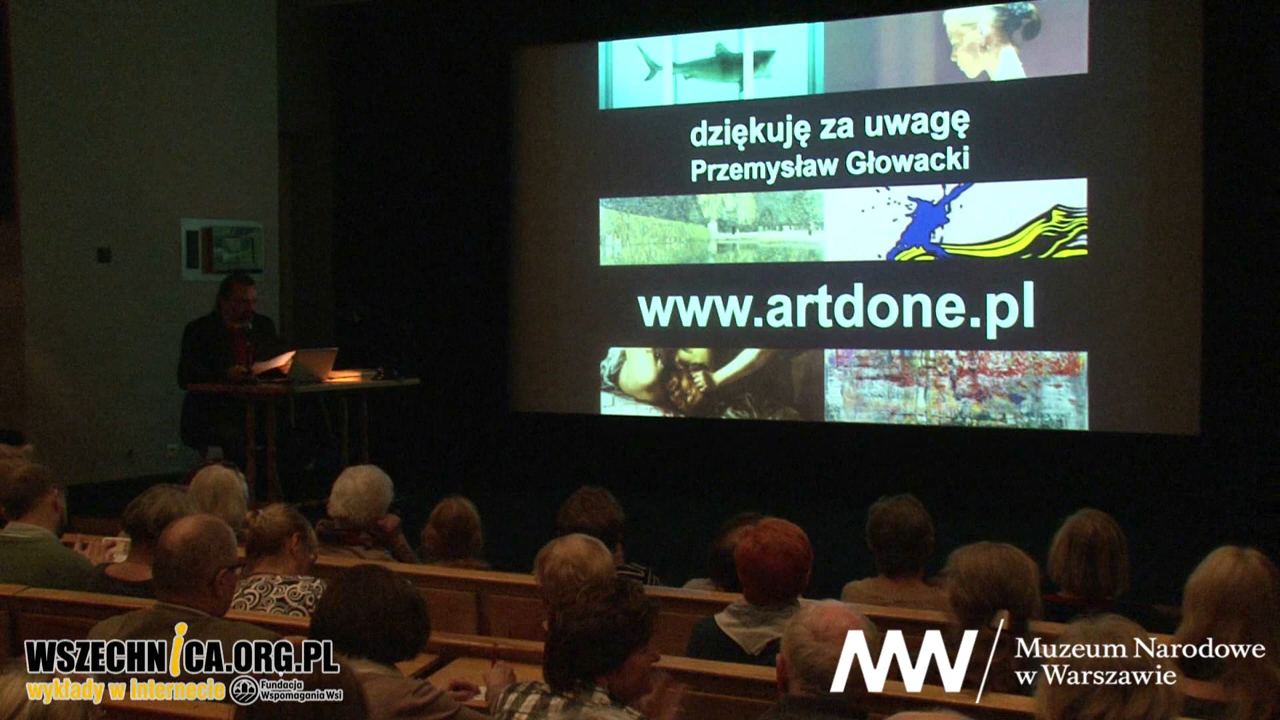 dziękuję za uwagę
Przemysław Głowacki
www.artdone.pl
WSZECHNiCA.ORG.PL
wykłady w internecie
Fundacja
Wspomagania Wsi
Muzeum Narodowe
w Warszawie